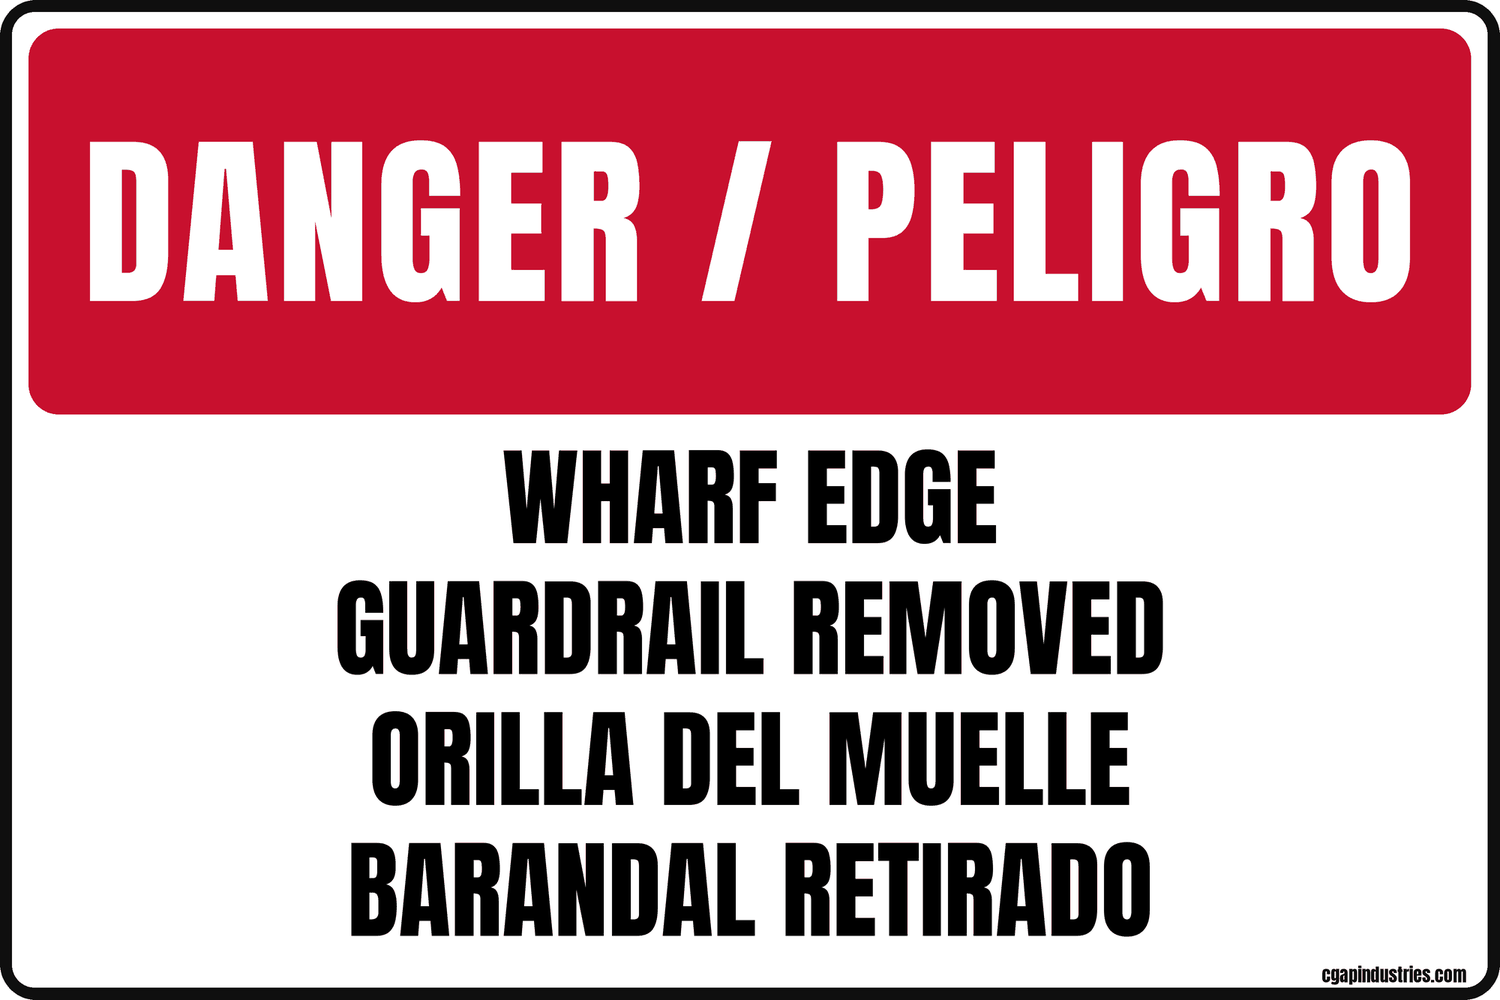 DANGER / PELIGRO
WHARF EDGE
GUARDRAIL REMOVED
ORILLA DEL MUELLE
BARANDAL RETIRADO
cgapindustries.com